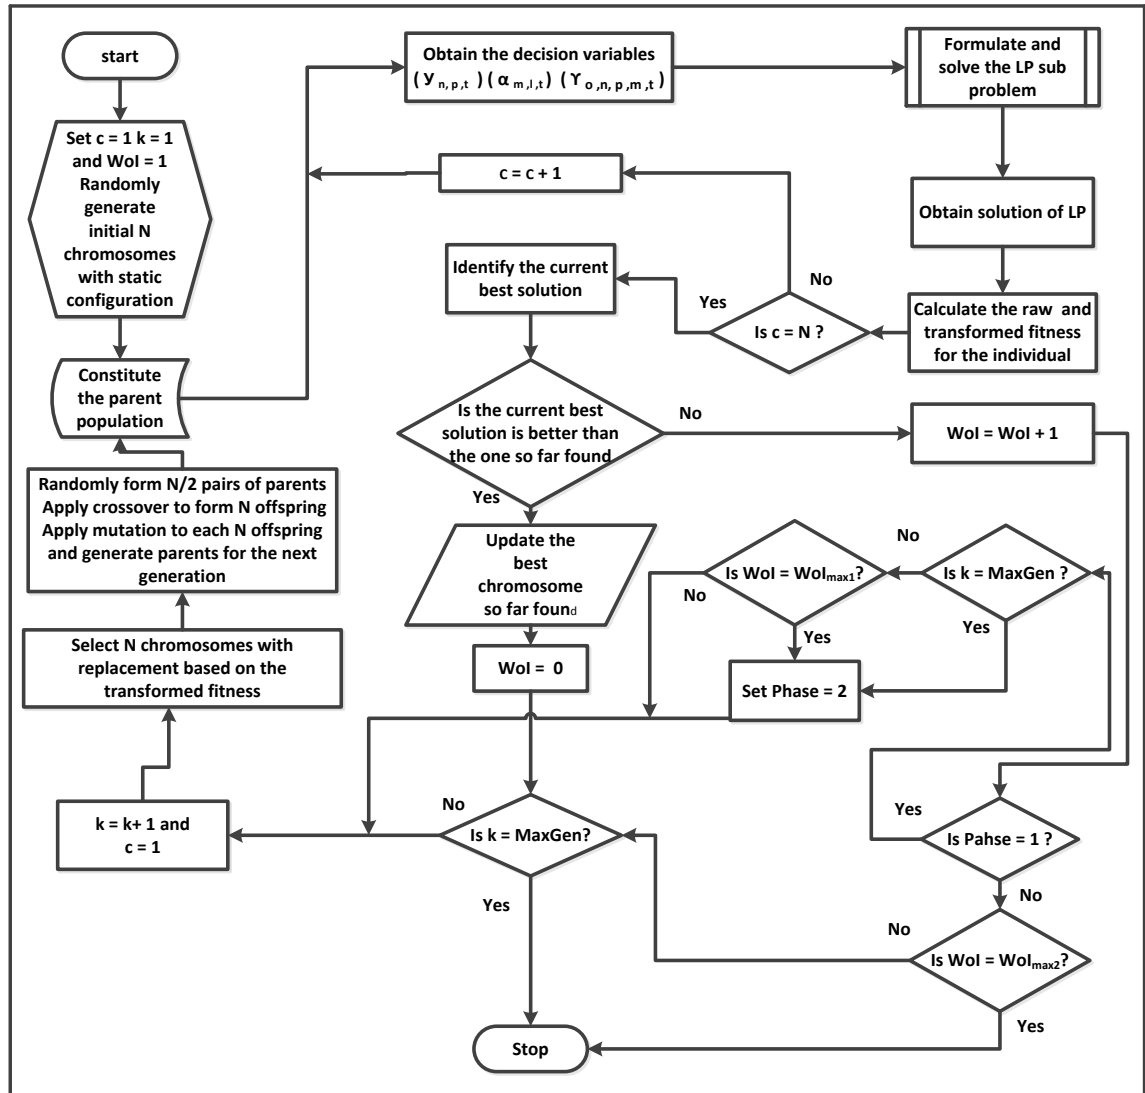 start
Set c = 1 k = 1
and WoI = 1
Randomly
generate
initial N
chromosomes
with static
configuration
Constitute
the parent
population
Randomly form N/2 pairs of parents
Apply crossover to form N offspring
Apply mutation to each N offspring
and generate parents for the next
generation
Select N chromosomes with
replacement based on the
transformed fitness
k = k+ 1 and
c = 1
Obtain the decision variables
( y n, p ,t ) ( α m,l,t ) ( ϒ o ,n, p ,m ,t )
Formulate and
solve the LP sub
problem
Obtain solution of LP
Calculate the raw and
transformed fitness
for the individual
Is c = N ?
No
Yes
c = c + 1
Identify the current
best solution
Is the current best
solution is better than
the one so far found
No
Yes
WoI = WoI + 1
Update the
best
chromosome
so far found
WoI = 0
Is WoI = WoImax1?
No
Yes
Is k = MaxGen ?
No
Yes
Set Phase = 2
Is k = MaxGen?
No
Yes
Is Pahse = 1 ?
Yes
No
Is WoI = WoImax2?
No
Yes
Stop